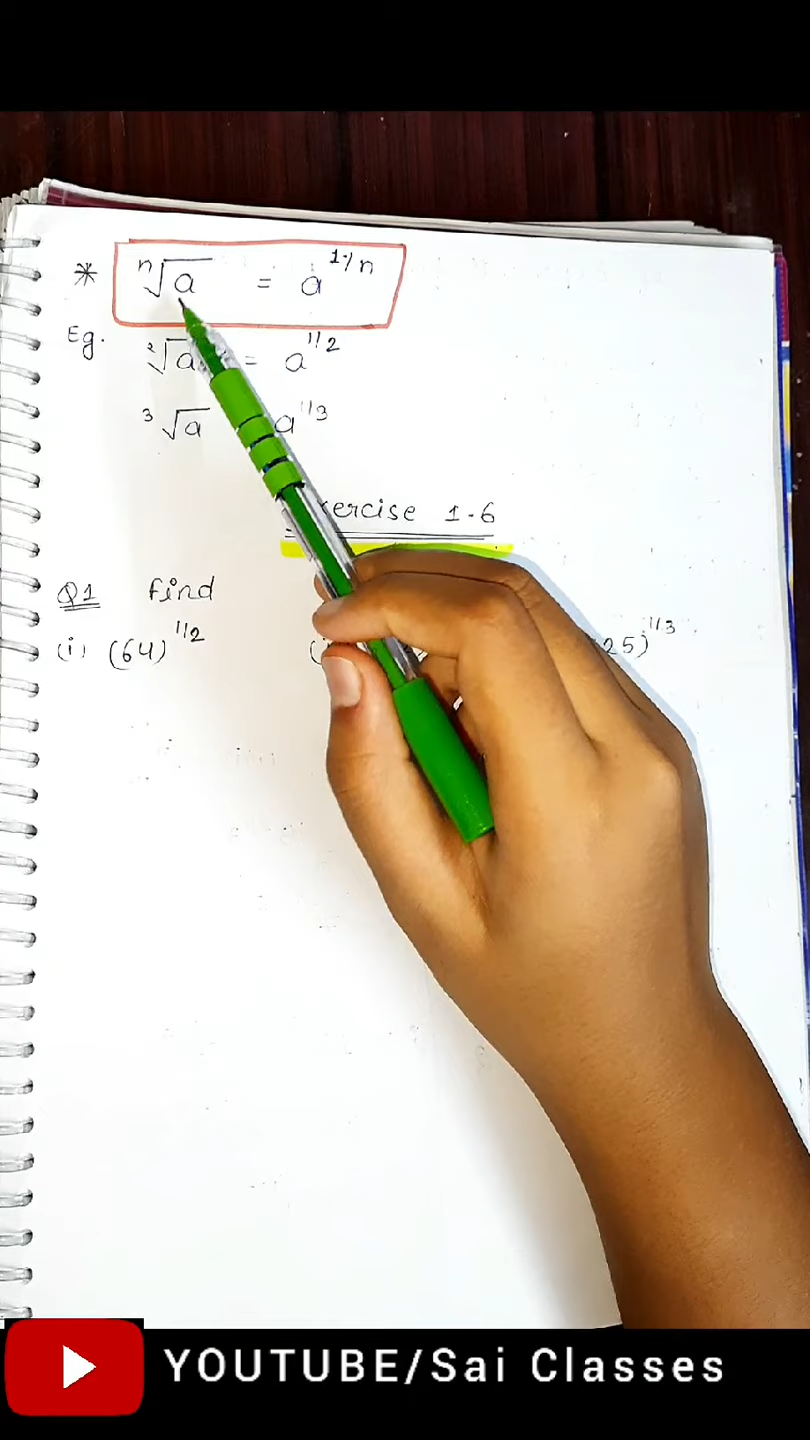 * ⁿ√a = a^1/n
Eg. ²√a = a^1/2
³√a a^1/3
Exercise 1.6
Q1 Find
(i) (64)^1/2 (i 25)^1/3
YOUTUBE/Sai Classes